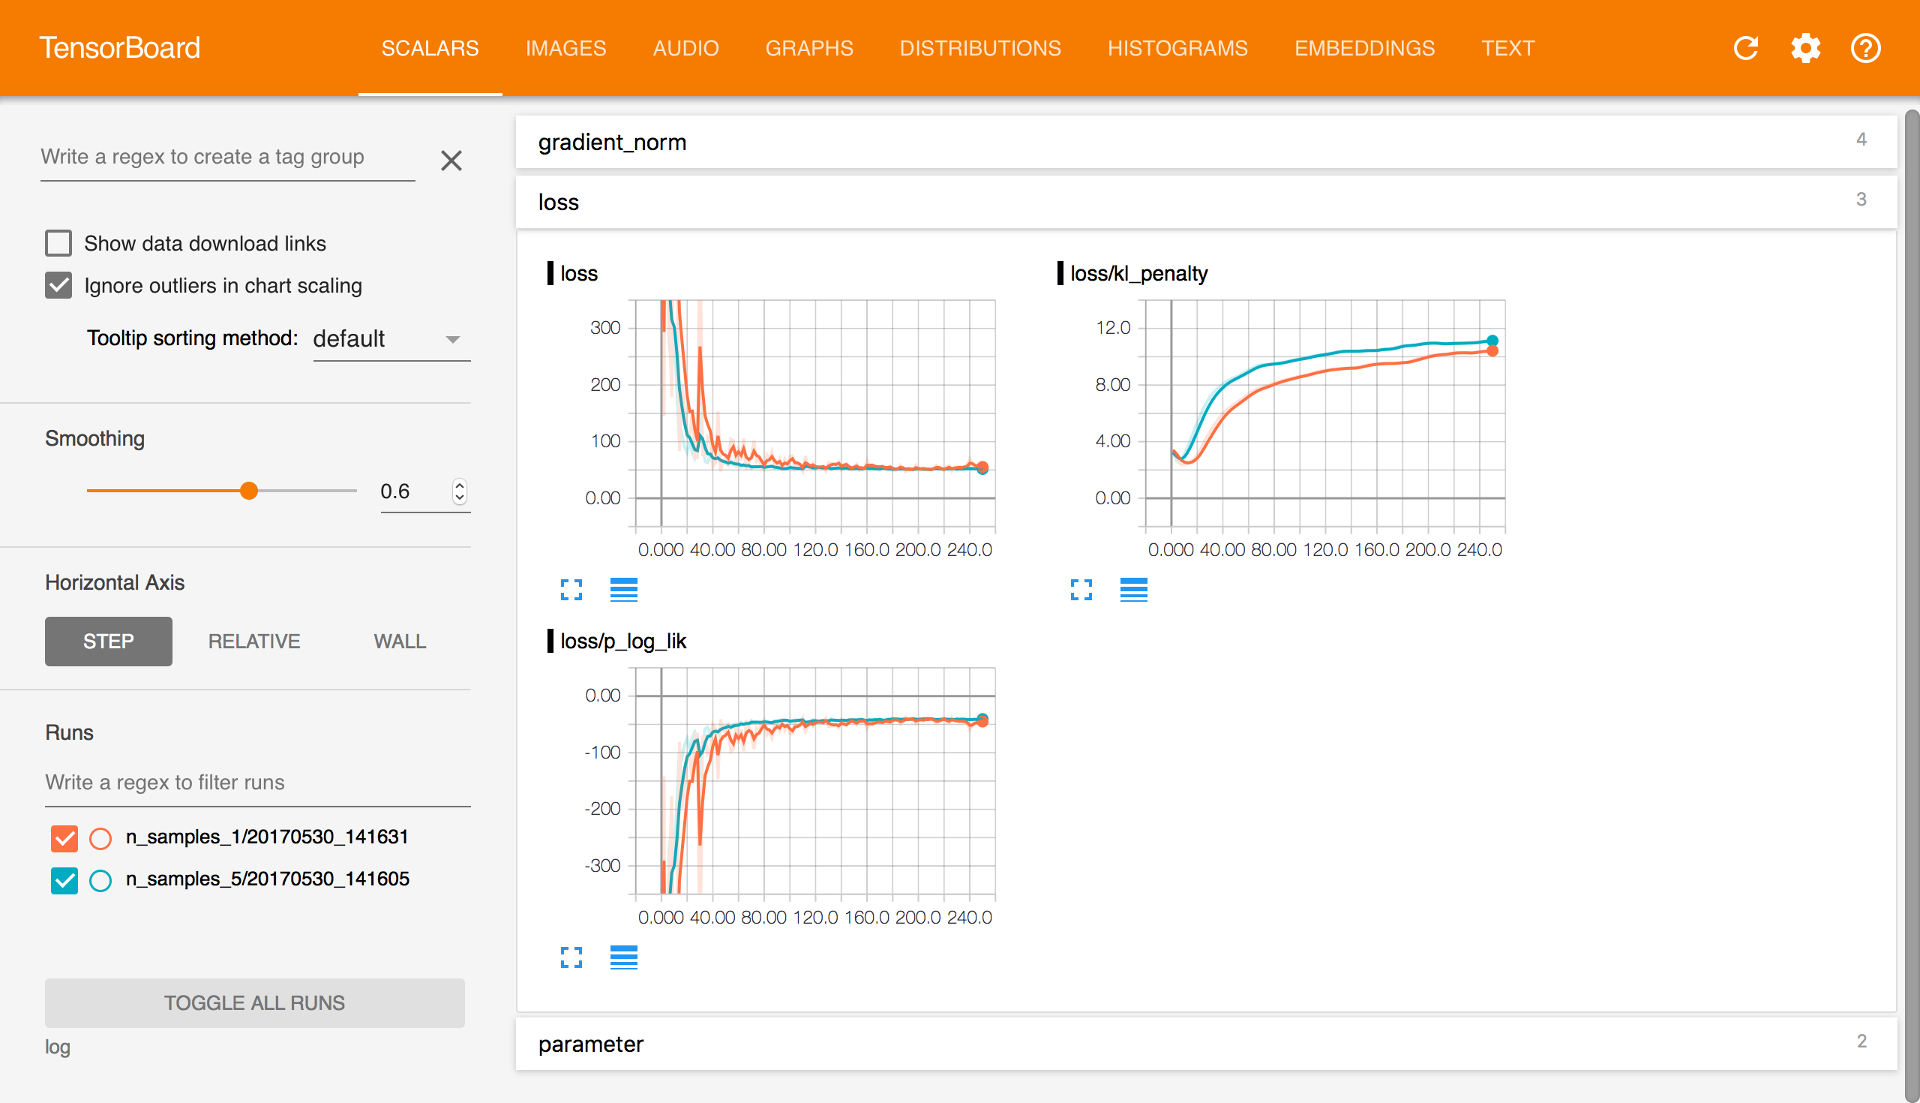 TensorBoard SCALARS IMAGES AUDIO GRAPHS DISTRIBUTIONS HISTOGRAMS EMBEDDINGS TEXT
Write a regex to create a tag group
Show data download links
Ignore outliers in chart scaling
Tooltip sorting method: default
Smoothing
0.6
Horizontal Axis
STEP RELATIVE WALL
Runs
Write a regex to filter runs
n_samples_1/20170530_141631
n_samples_5/20170530_141605
TOGGLE ALL RUNS
log
gradient_norm 4
loss 3
loss
300
200
100
0.00
0.000 40.00 80.00 120.0 160.0 200.0 240.0
loss/kl_penalty
12.0
8.00
4.00
0.00
0.000 40.00 80.00 120.0 160.0 200.0 240.0
loss/p_log_lik
0.00
-100
-200
-300
0.000 40.00 80.00 120.0 160.0 200.0 240.0
parameter 2